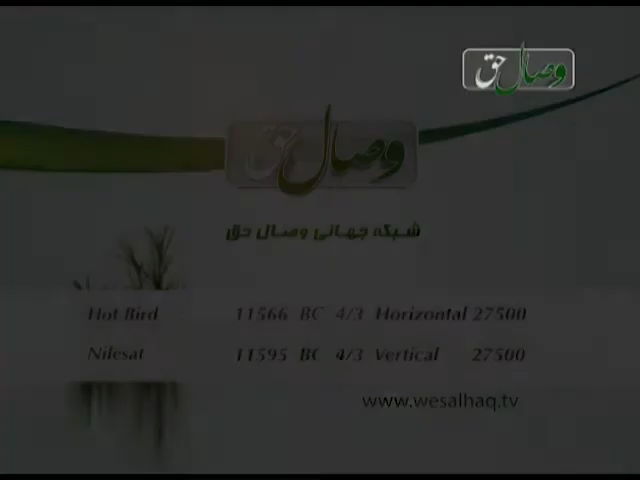 وصال حق
وصال حق
شبکه جهانی وصال حق
Hot Bird 11566 BC 4/3 Horizontal 27500
Nilesat 11595 BC 4/3 Vertical 27500
www.wesalhaq.tv